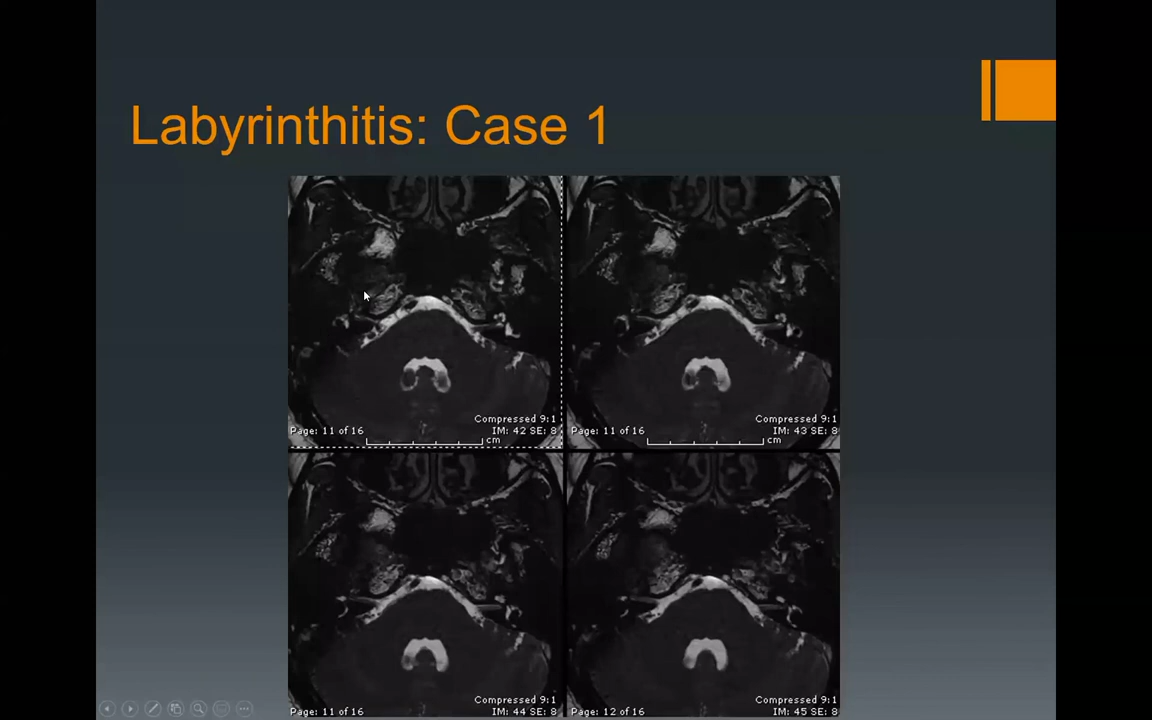 Labyrinthitis: Case 1
Compressed 9:1
Page: 11 of 16 IM: 42 SE: 8
cm
Compressed 9:1
Page: 11 of 16 IM: 43 SE: 8
cm
Compressed 9:1
Page: 11 of 16 IM: 44 SE: 8
Compressed 9:1
Page: 12 of 16 IM: 45 SE: 8